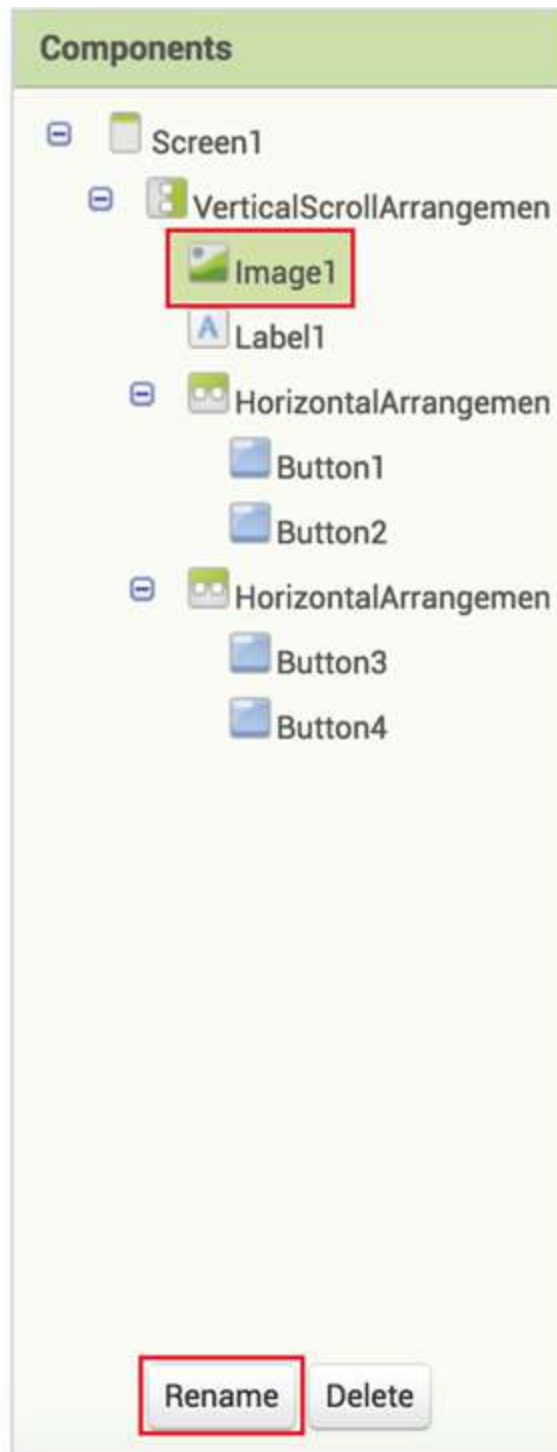 Components
Screen1
VerticalScrollArrangemen
Image1
A Label1
HorizontalArrangemen
Button1
Button2
HorizontalArrangemen
Button3
Button4
Rename Delete